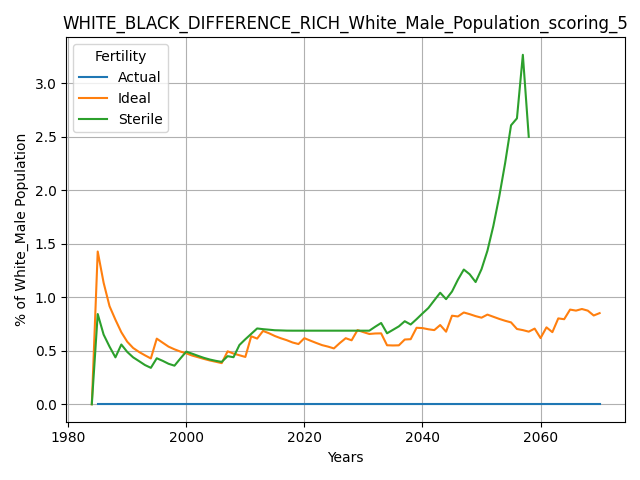 WHITE_BLACK_DIFFERENCE_RICH_White_Male_Population_scoring_5
Fertility
Actual
Ideal
Sterile
% of White_Male Population
3.0
2.5
2.0
1.5
1.0
0.5
0.0
1980 2000 2020 2040 2060
Years